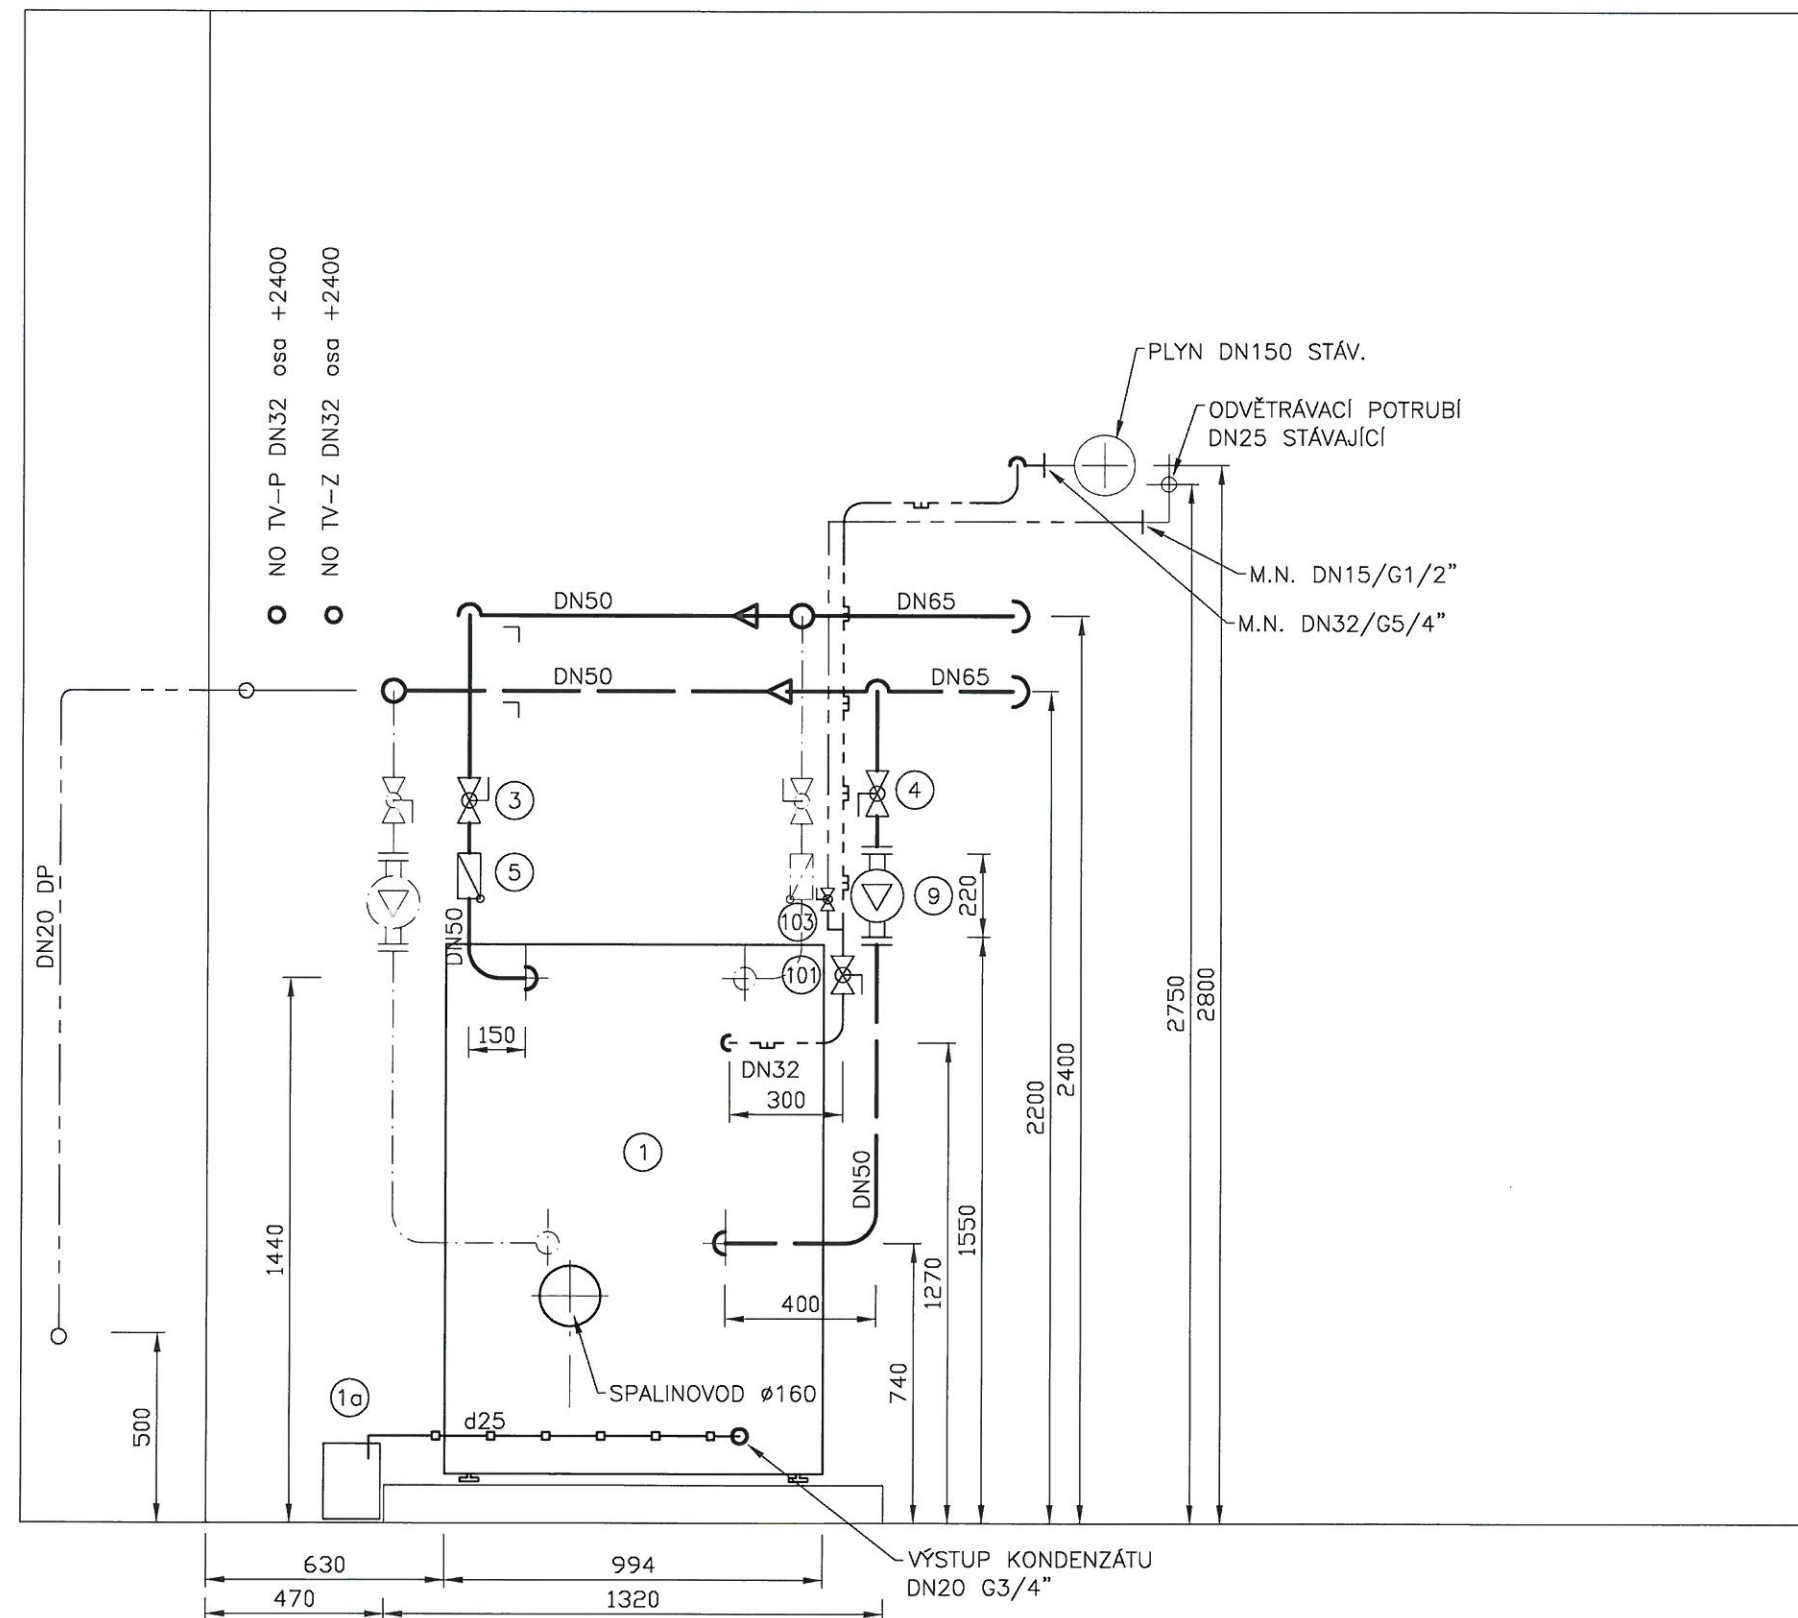 NO TV-P DN32 osa +2400
NO TV-Z DN32 osa +2400
PLYN DN150 STÁV.
ODVĚTRÁVACÍ POTRUBÍ
DN25 STÁVAJÍCÍ
M.N. DN15/G1/2"
M.N. DN32/G5/4"
DN50
DN65
DN50
DN65
3
4
5
9
220
DN20 DP
DN50
103
101
150
DN32
300
2750
2800
2400
2200
1
DN50
1550
1440
1270
400
740
SPALINOVOD ø160
1a
d25
500
VÝSTUP KONDENZÁTU
DN20 G3/4"
630
994
470
1320